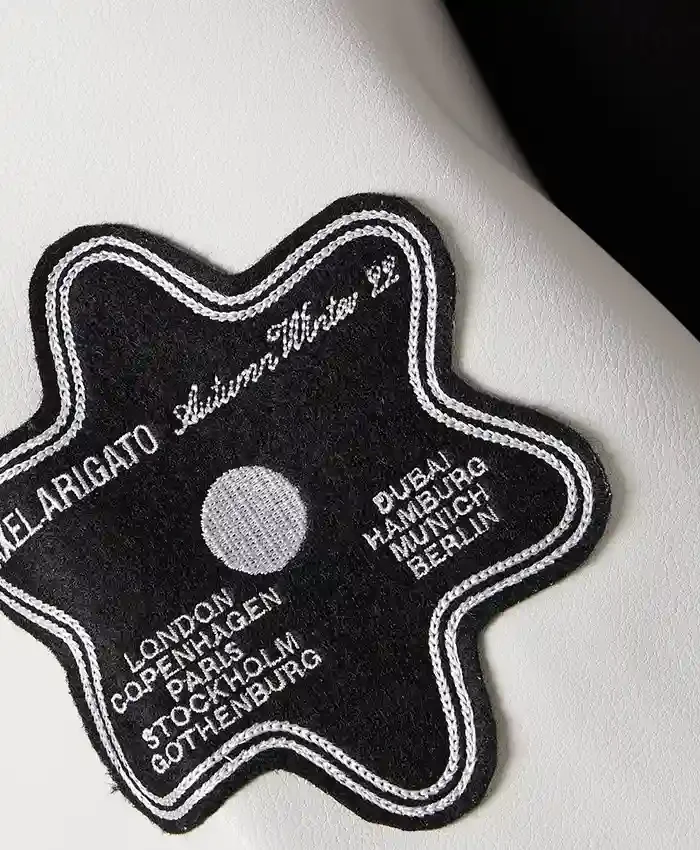 Autumn Winter 22
XEL ARIGATO
DUBAI
HAMBURG
MUNICH
BERLIN
LONDON
COPENHAGEN
PARIS
STOCKHOLM
GOTHENBURG